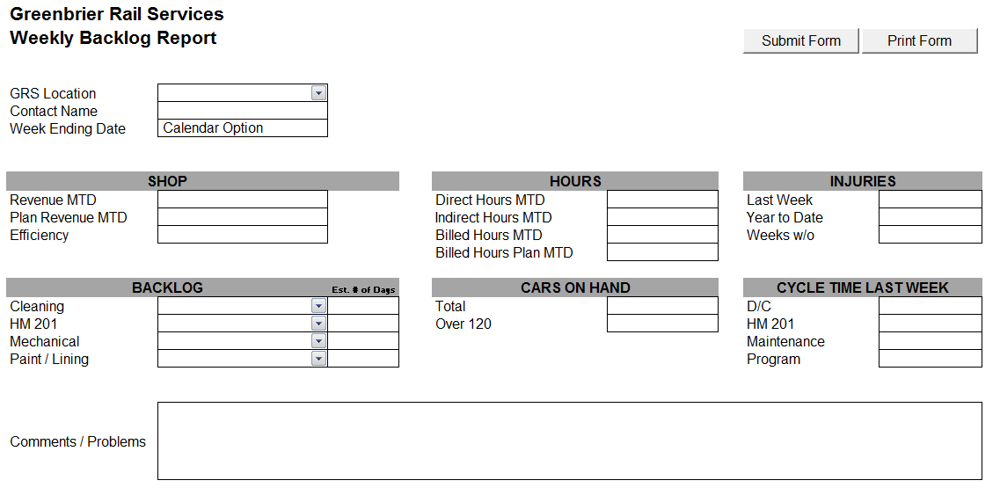 Greenbrier Rail Services
Weekly Backlog Report
Submit Form Print Form
GRS Location
Contact Name
Week Ending Date Calendar Option
SHOP
Revenue MTD
Plan Revenue MTD
Efficiency
HOURS
Direct Hours MTD
Indirect Hours MTD
Billed Hours MTD
Billed Hours Plan MTD
INJURIES
Last Week
Year to Date
Weeks w/o
BACKLOG Est. # of Days
Cleaning
HM 201
Mechanical
Paint / Lining
CARS ON HAND
Total
Over 120
CYCLE TIME LAST WEEK
D/C
HM 201
Maintenance
Program
Comments / Problems